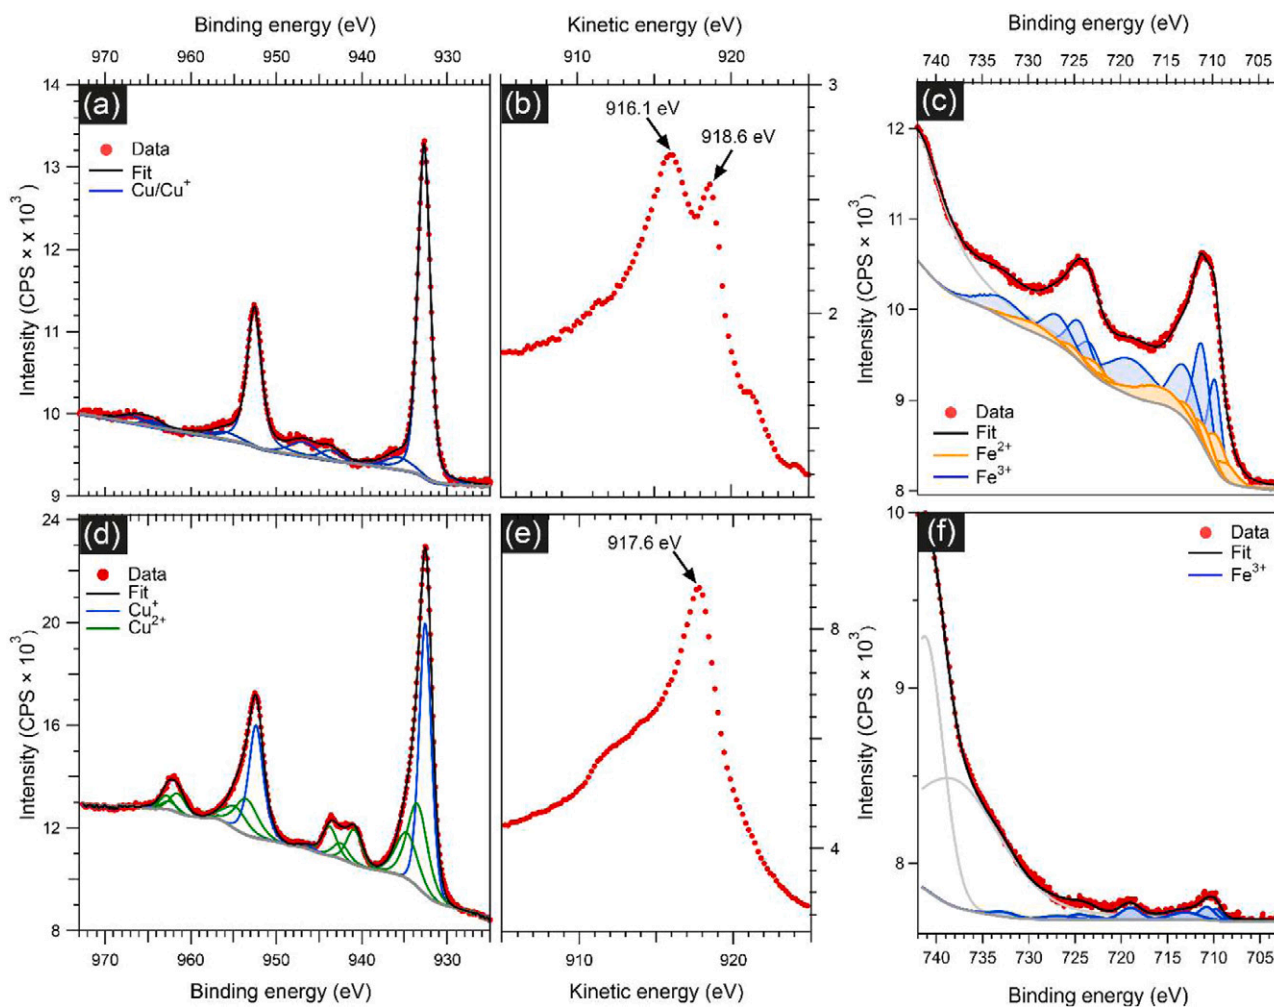 Binding energy (eV)
970 960 950 940 930
Kinetic energy (eV)
910 920
Binding energy (eV)
740 735 730 725 720 715 710 705
(a)
Data
Fit
Cu/Cu⁺
Intensity (CPS × x 10³)
14
13
12
11
10
9
(b)
916.1 eV
918.6 eV
3
2
(c)
Intensity (CPS × 10³)
12
11
10
9
8
Data
Fit
Fe²⁺
Fe³⁺
(d)
Data
Fit
Cu⁺
Cu²⁺
Intensity (CPS × 10³)
24
20
16
12
8
970 960 950 940 930
Binding energy (eV)
(e)
917.6 eV
8
4
910 920
Kinetic energy (eV)
(f)
Data
Fit
Fe³⁺
Intensity (CPS × 10³)
10
9
8
740 735 730 725 720 715 710
Binding energy (eV)